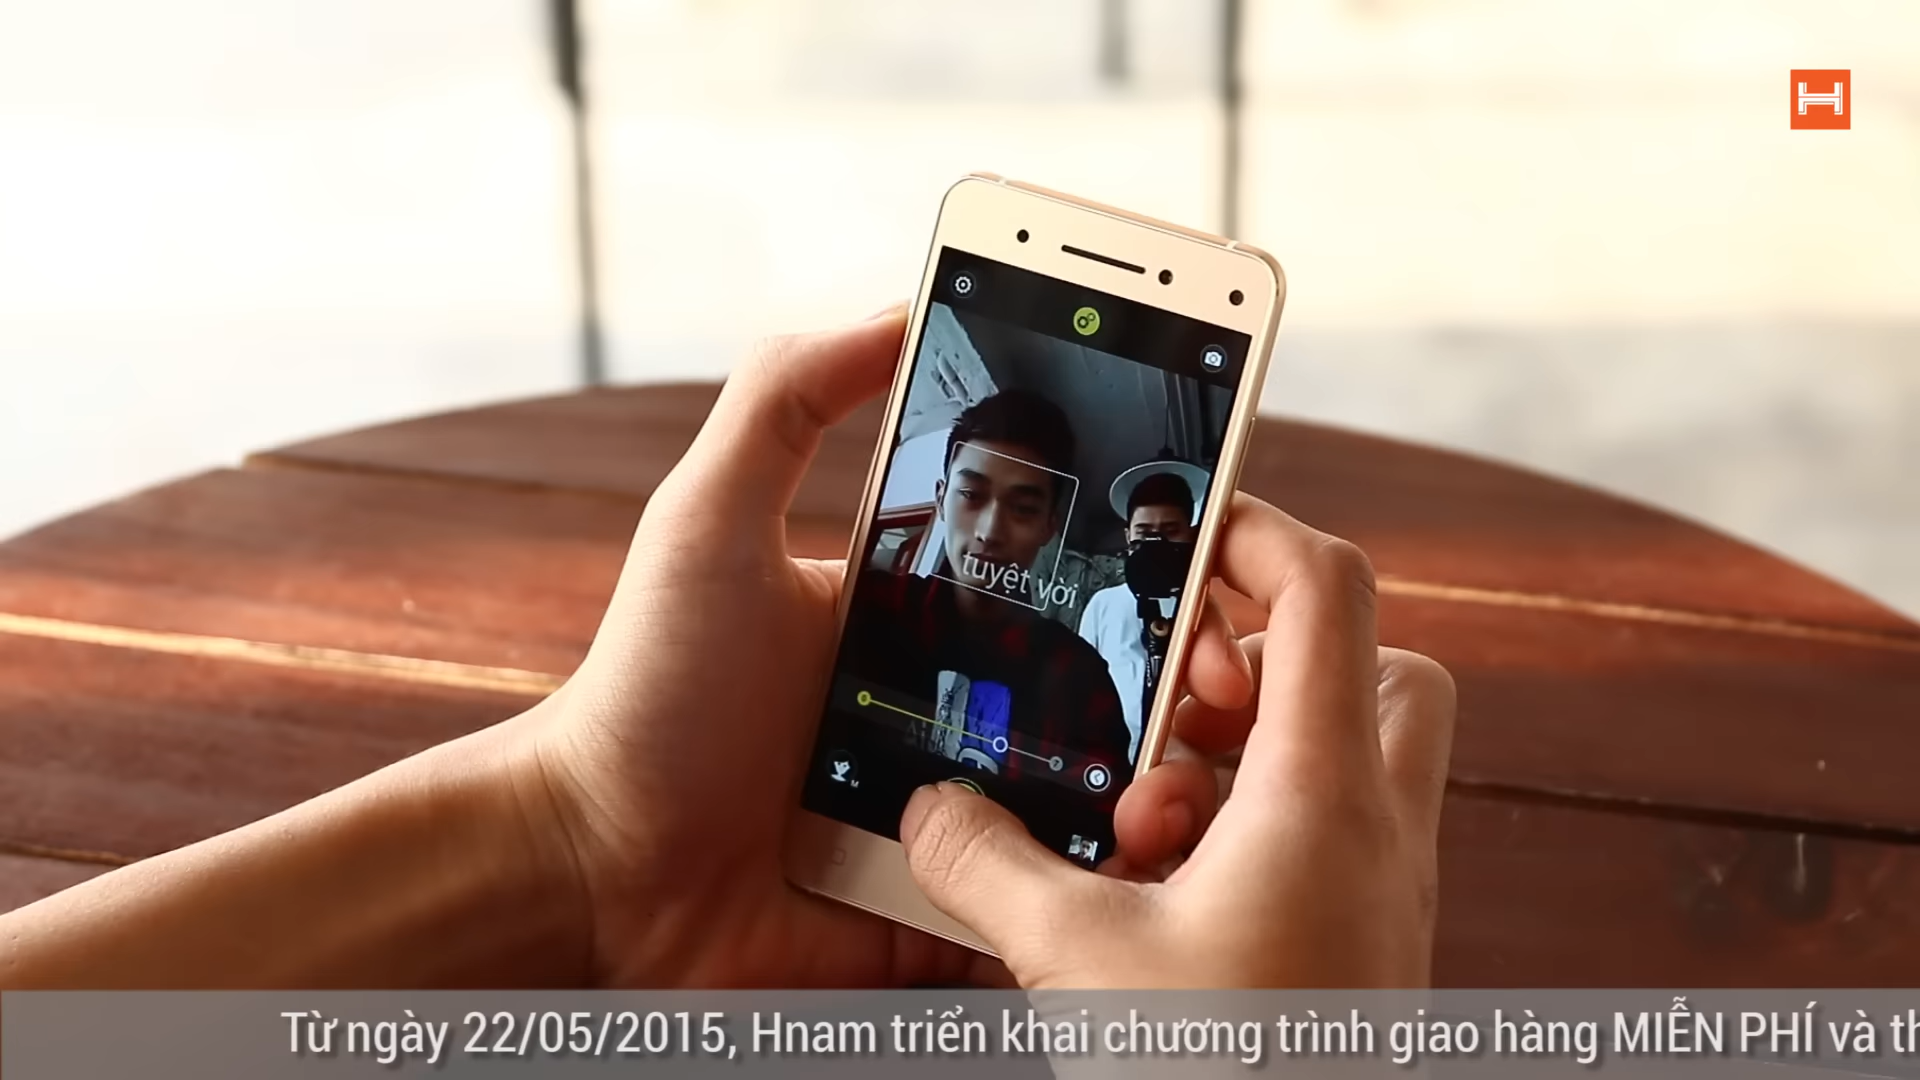 H
tuyệt vời
Từ ngày 22/05/2015, Hnam triển khai chương trình giao hàng MIỄN PHÍ và th